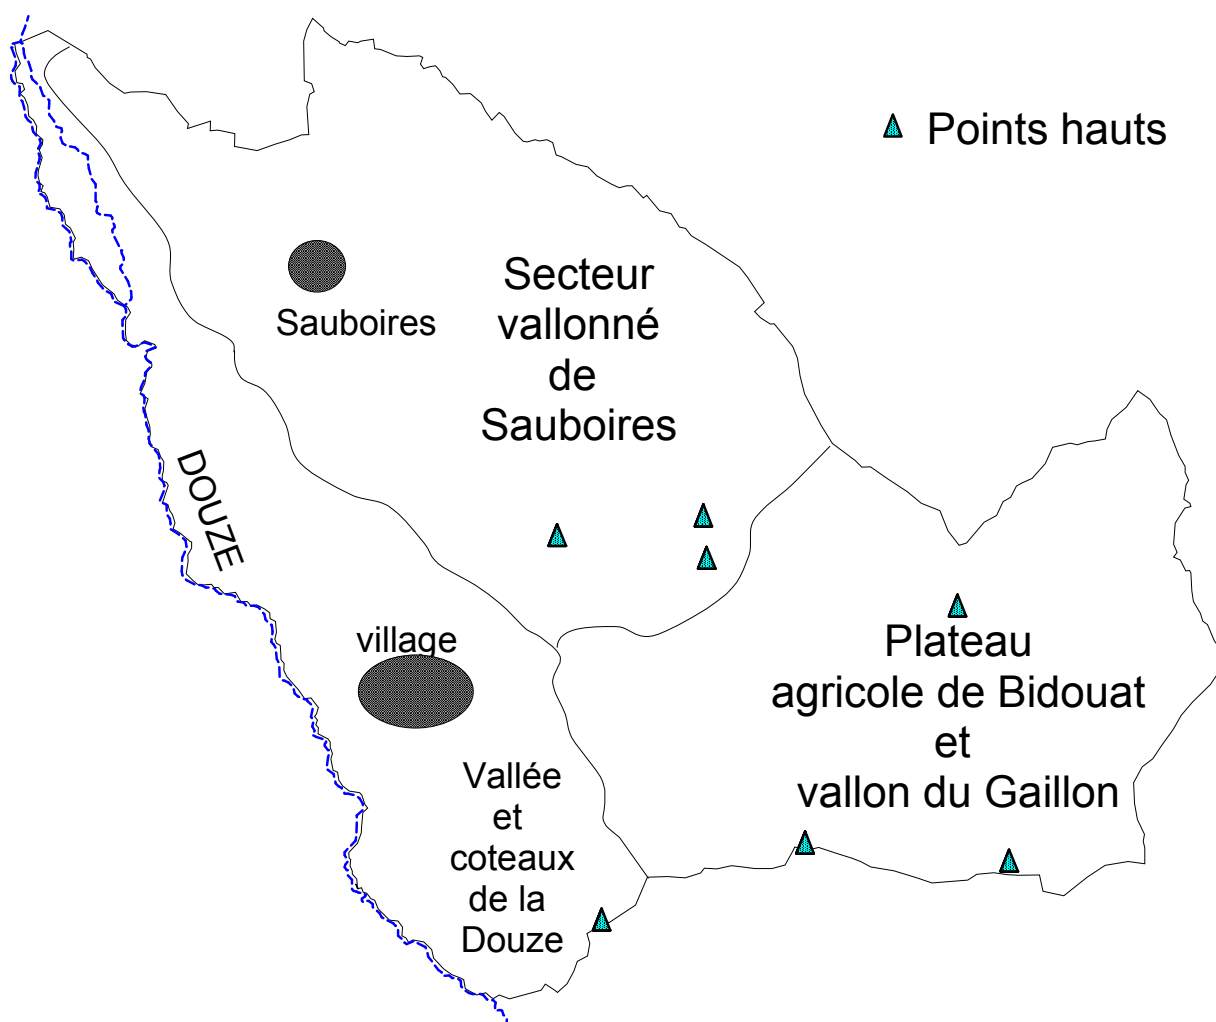 Points hauts
Secteur
vallonné
de
Sauboires
Sauboires
DOUZE
village
Plateau
agricole de Bidouat
et
vallon du Gaillon
Vallée
et
coteaux
de la
Douze